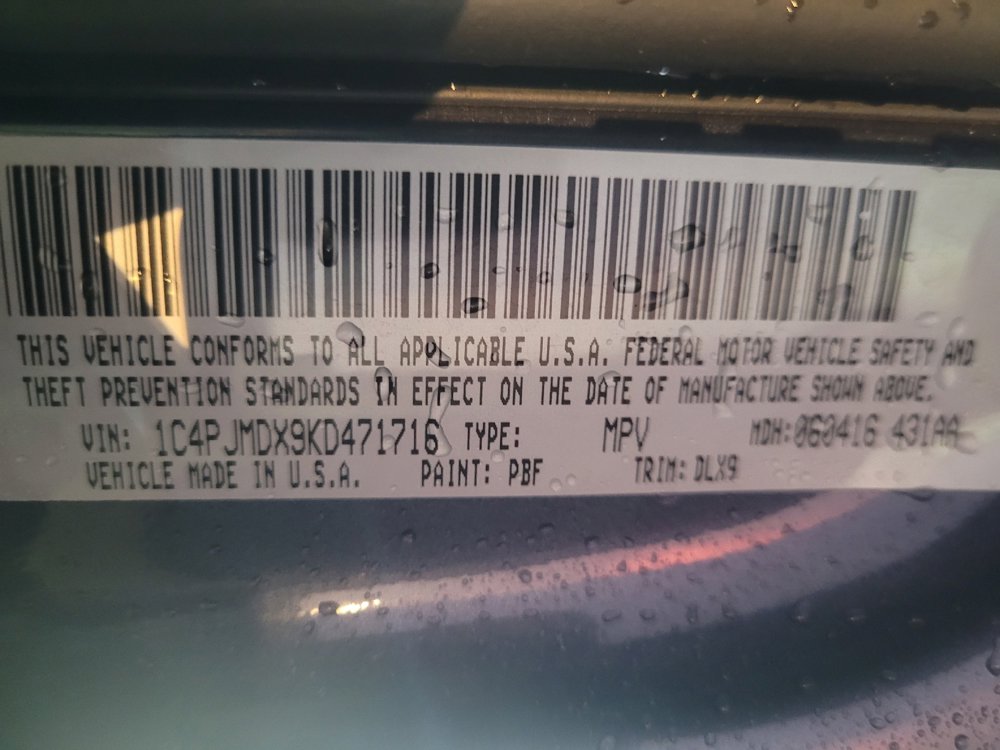 THIS VEHICLE CONFORMS TO ALL APPLICABLE U.S.A. FEDERAL MOTOR VEHICLE SAFETY AND
THEFT PREVENTION STANDARDS IN EFFECT ON THE DATE OF MANUFACTURE SHOWN ABOVE.
VIN: 1C4PJMDX9KD471716 TYPE: MPV MDH: 060416 431AA
VEHICLE MADE IN U.S.A. PAINT: PBF TRIM: DLX9